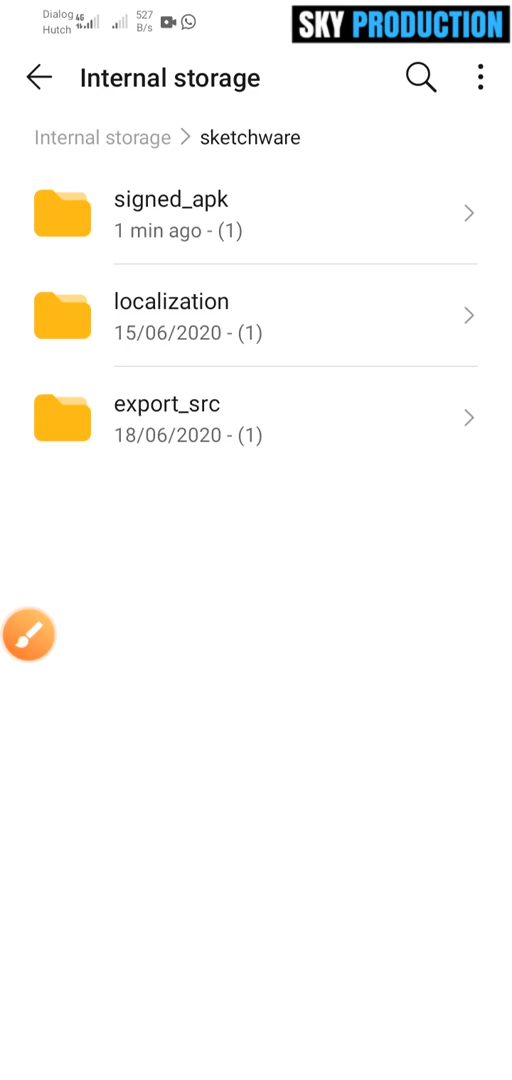 Dialog 4G
Hutch
527
B/s
SKY PRODUCTION
Internal storage
Internal storage > sketchware
signed_apk
1 min ago - (1)
localization
15/06/2020 - (1)
export_src
18/06/2020 - (1)